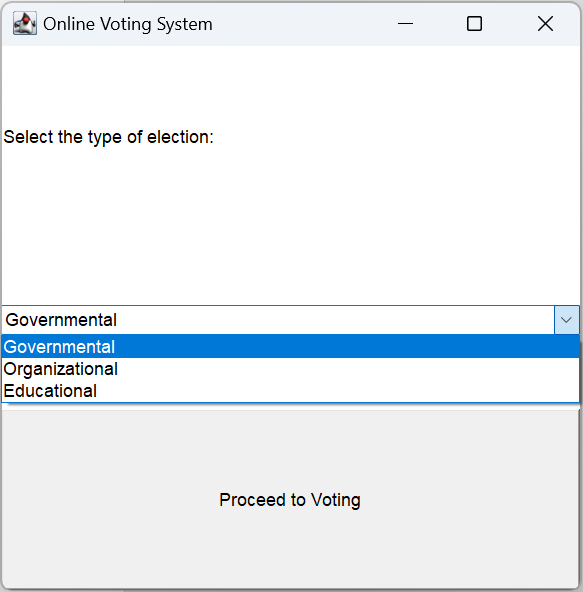 Online Voting System
Select the type of election:
Governmental
Governmental
Organizational
Educational
Proceed to Voting